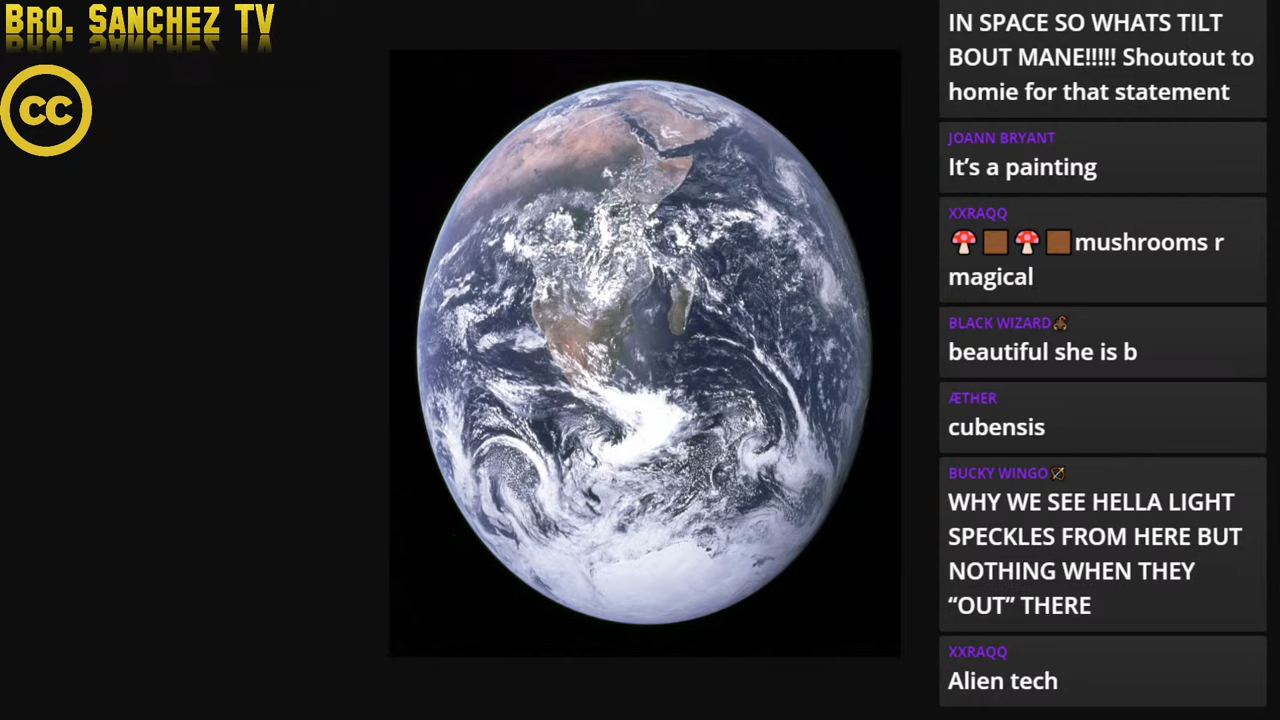 BRO. SANCHEZ TV
CC
IN SPACE SO WHATS TILT
BOUT MANE!!!!! Shoutout to
homie for that statement
JOANN BRYANT
It's a painting
XXRAQQ
🍄🟫🍄🟫mushrooms r
magical
BLACK WIZARD
beautiful she is b
ÆTHER
cubensis
BUCKY WINGO🏹
WHY WE SEE HELLA LIGHT
SPECKLES FROM HERE BUT
NOTHING WHEN THEY
“OUT” THERE
XXRAQQ
Alien tech